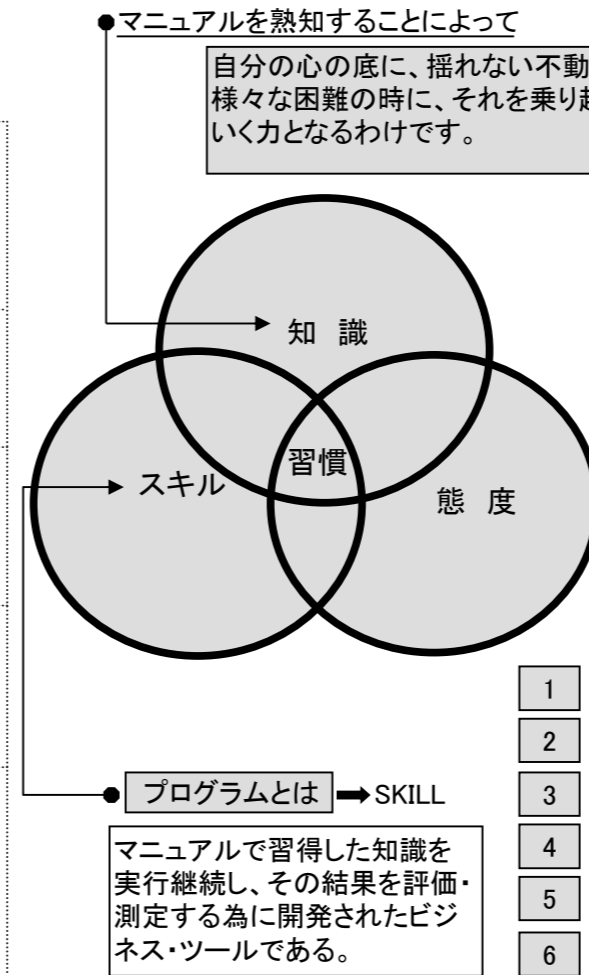 マニュアルを熟知することによって
自分の心の底に、揺れない不動
様々な困難の時に、それを乗り越
いく力となるわけです。
知 識
習慣
スキル
態 度
1
2
プログラムとは ➡ SKILL
3
4
マニュアルで習得した知識を
実行継続し、その結果を評価・
測定する為に開発されたビジ
ネス・ツールである。
5
6